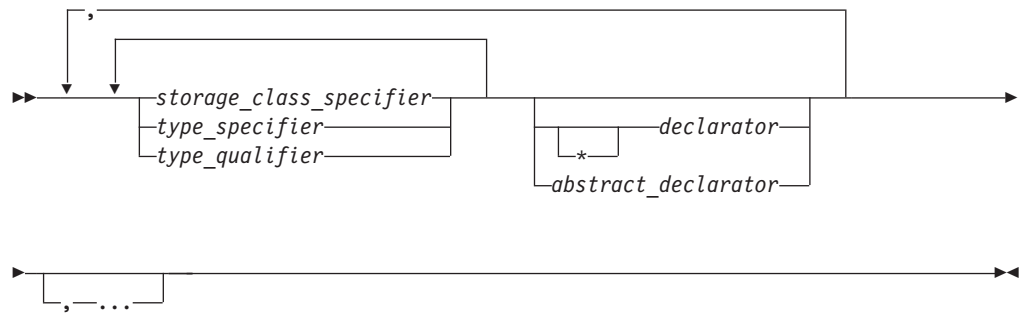 ,
storage_class_specifier
type_specifier
type_qualifier
declarator
*
abstract_declarator
, ...